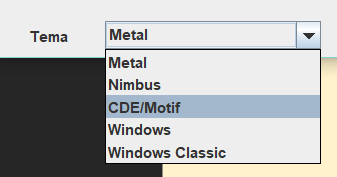 Tema Metal
Metal
Nimbus
CDE/Motif
Windows
Windows Classic